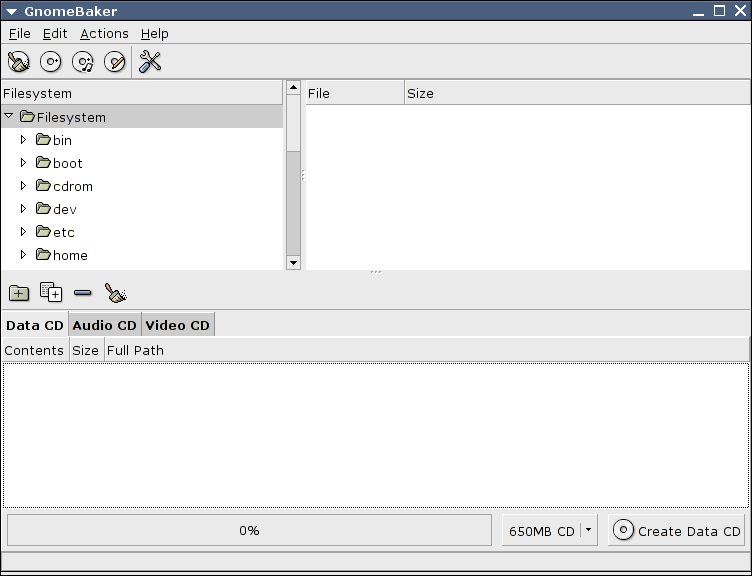 GnomeBaker
File Edit Actions Help
Filesystem File Size
Filesystem
bin
boot
cdrom
dev
etc
home
Data CD Audio CD Video CD
Contents Size Full Path
0% 650MB CD Create Data CD